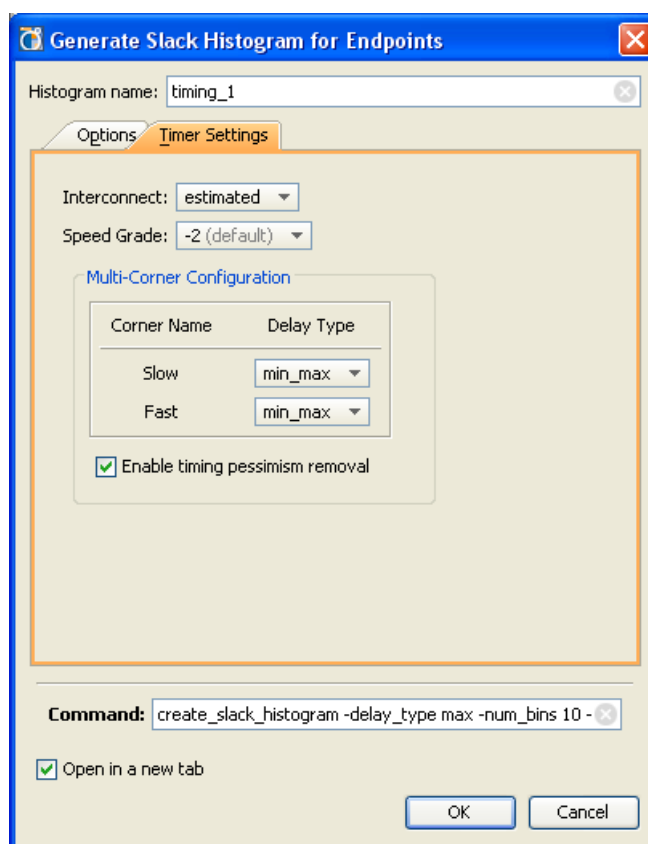 Generate Slack Histogram for Endpoints
Histogram name: timing_1
Options Timer Settings
Interconnect: estimated
Speed Grade: -2 (default)
Multi-Corner Configuration
Corner Name Delay Type
Slow min_max
Fast min_max
Enable timing pessimism removal
Command: create_slack_histogram -delay_type max -num_bins 10 -
Open in a new tab
OK Cancel